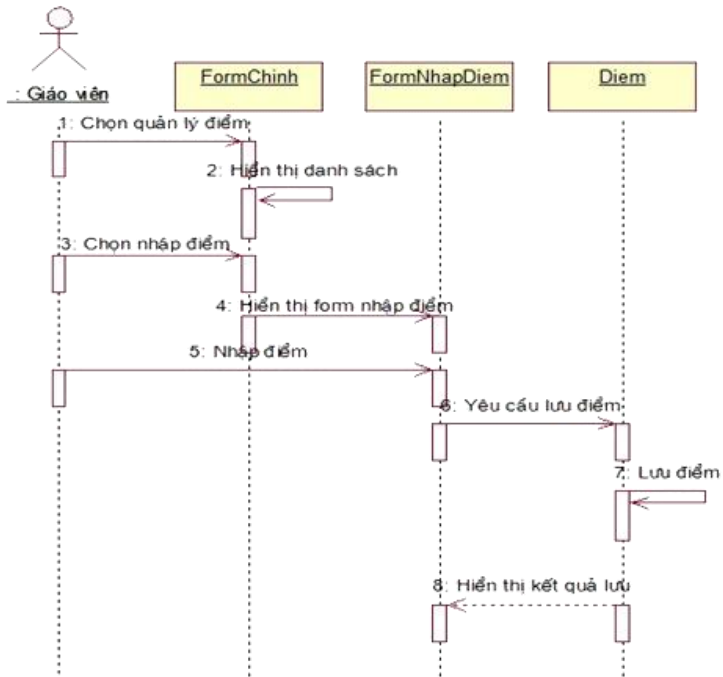 : Giáo viên
FormChinh
FormNhapDiem
Diem
1: Chọn quản lý điểm
2: Hiển thị danh sách
3: Chọn nhập điểm
4: Hiển thị form nhập điểm
5: Nhập điểm
6: Yêu cầu lưu điểm
7: Lưu điểm
8: Hiển thị kết quả lưu